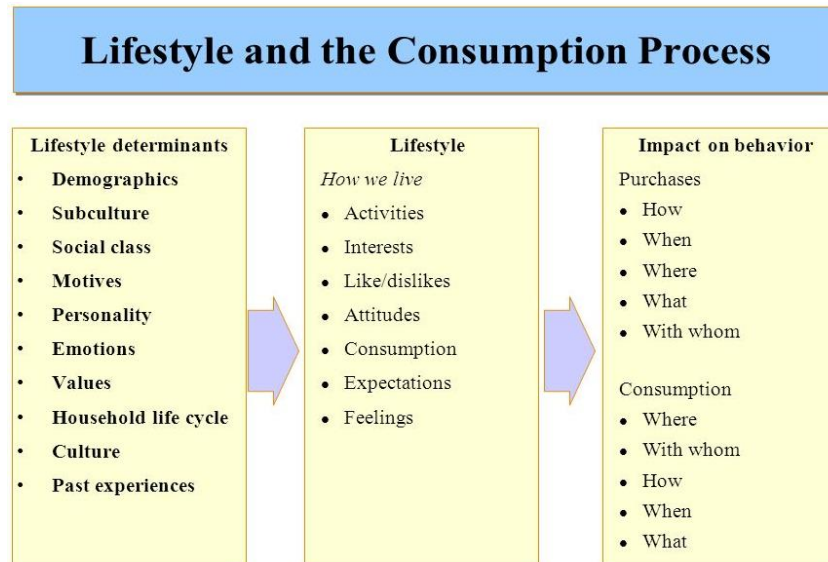 Lifestyle and the Consumption Process
Lifestyle determinants
• Demographics
• Subculture
• Social class
• Motives
• Personality
• Emotions
• Values
• Household life cycle
• Culture
• Past experiences
Lifestyle
How we live
• Activities
• Interests
• Like/dislikes
• Attitudes
• Consumption
• Expectations
• Feelings
Impact on behavior
Purchases
• How
• When
• Where
• What
• With whom
Consumption
• Where
• With whom
• How
• When
• What